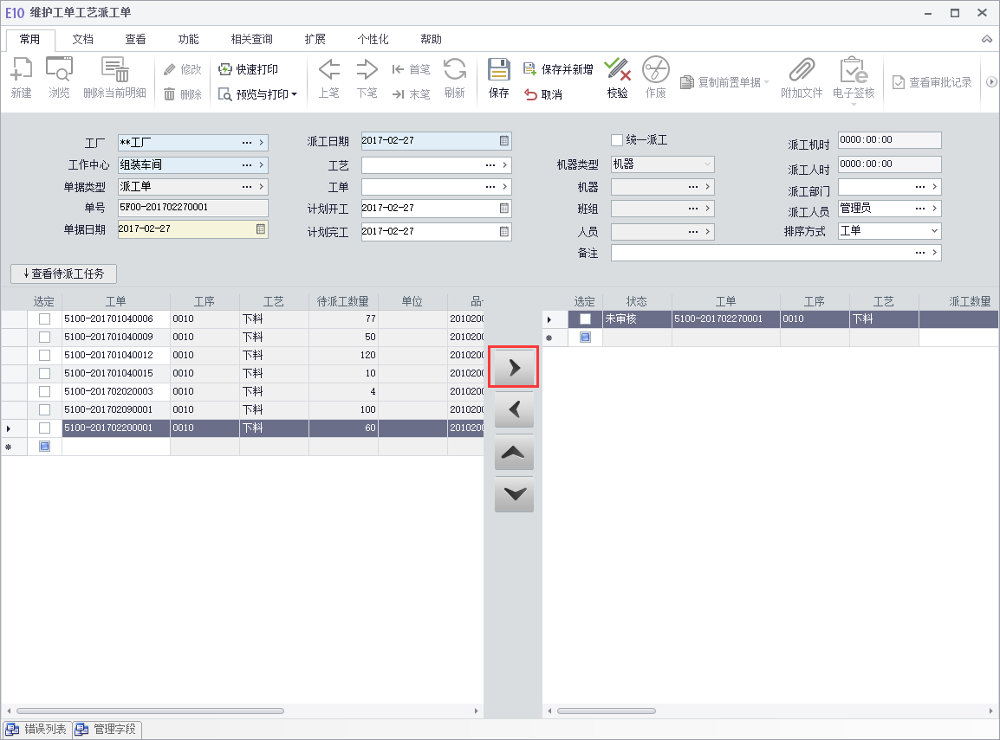 E10 维护工单工艺派工单
常用 文档 查看 功能 相关查询 扩展 个性化 帮助
新建 浏览 删除当前明细 修改 删除 快速打印 预览与打印 上笔 下笔 首笔 末笔 刷新 保存 保存并新增 取消 校验 作废 复制前置单据 附加文件 电子签核 查看审批记录
工厂 **工厂 派工日期 2017-02-27 统一派工 派工机时 0000:00:00
工作中心 组装车间 工艺 机器类型 机器 派工人时 0000:00:00
单据类型 派工单 工单 机器 派工部门
单号 5F00-201702270001 计划开工 2017-02-27 班组 派工人员 管理员
单据日期 2017-02-27 计划完工 2017-02-27 人员 排序方式 工单
备注
↓查看待派工任务
选定 工单 工序 工艺 待派工数量 单位 品
5100-201701040006 0010 下料 77 2010200
5100-201701040009 0010 下料 50 2010200
5100-201701040012 0010 下料 120 2010200
5100-201701040015 0010 下料 10 2010200
5100-201702020003 0010 下料 4 2010200
5100-201702090001 0010 下料 100 2010200
5100-201702200001 0010 下料 60 2010200
选定 状态 工单 工序 工艺 派工数量
未审核 5100-201702270001 0010 下料
错误列表 管理字段